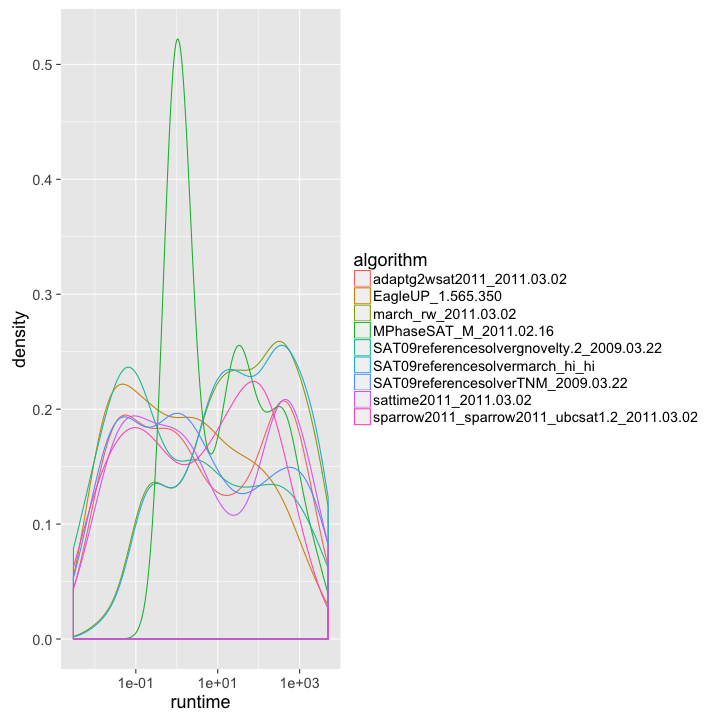 0.5
0.4
0.3
0.2
0.1
0.0
density
1e-01 1e+01 1e+03
runtime
algorithm
adaptg2wsat2011_2011.03.02
EagleUP_1.565.350
march_rw_2011.03.02
MPhaseSAT_M_2011.02.16
SAT09referencesolvergnovelty.2_2009.03.22
SAT09referencesolvermarch_hi_hi
SAT09referencesolverTNM_2009.03.22
sattime2011_2011.03.02
sparrow2011_sparrow2011_ubcsat1.2_2011.03.02